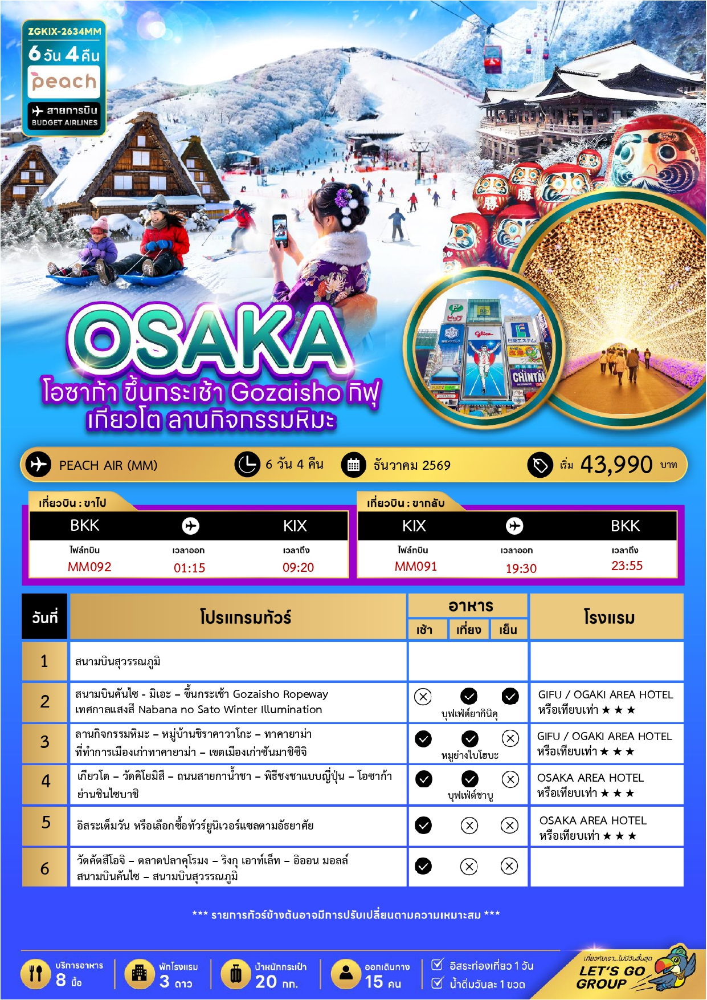 ZGKIX-2634MM
6 วัน 4 คืน
peach
สายการบิน
BUDGET AIRLINES
勝
勝
ピップ
Glico
日商エステム
CHINTAI
OSAKA
โอซาก้า ขึ้นกระเช้า Gozaisho กิฟุ
เกียวโต ลานกิจกรรมหิมะ
PEACH AIR (MM)
6 วัน 4 คืน
ธันวาคม 2569
เริ่ม 43,990 บาท
เที่ยวบิน : ขาไป
BKK KIX
ไฟล์ทบิน เวลาออก เวลาถึง
MM092 01:15 09:20
เที่ยวบิน : ขากลับ
KIX BKK
ไฟล์ทบิน เวลาออก เวลาถึง
MM091 19:30 23:55
วันที่ โปรแกรมทัวร์ อาหาร โรงแรม
เช้า เที่ยง เย็น
1 สนามบินสุวรรณภูมิ
2 สนามบินคันไซ - มิเอะ – ขึ้นกระเช้า Gozaisho Ropeway
เทศกาลแสงสี Nabana no Sato Winter Illumination
บุฟเฟ่ต์ยากินิคุ
GIFU / OGAKI AREA HOTEL
หรือเทียบเท่า ★ ★ ★
3 ลานกิจกรรมหิมะ – หมู่บ้านชิราคาวาโกะ – ทาคายาม่า
ที่ทำการเมืองเก่าทาคายาม่า – เขตเมืองเก่าซันมาชิซึจิ
หมูย่างใบโฮบะ
GIFU / OGAKI AREA HOTEL
หรือเทียบเท่า ★ ★ ★
4 เกียวโต – วัดคิโยมิสึ – ถนนสายกาน้ำชา – พิธีชงชาแบบญี่ปุ่น – โอซาก้า
ย่านชินไซบาชิ
บุฟเฟ่ต์ชาบู
OSAKA AREA HOTEL
หรือเทียบเท่า ★ ★ ★
5 อิสระเต็มวัน หรือเลือกซื้อทัวร์ยูนิเวอร์แซลตามอัธยาศัย
OSAKA AREA HOTEL
หรือเทียบเท่า ★ ★ ★
6 วัดคัตสึโอจิ – ตลาดปลาคุโรมง – ริงกุ เอาท์เล็ท – อิออน มอลล์
สนามบินคันไซ – สนามบินสุวรรณภูมิ
*** รายการทัวร์ข้างต้นอาจมีการปรับเปลี่ยนตามความเหมาะสม ***
บริการอาหาร
8 มื้อ
พักโรงแรม
3 ดาว
น้ำหนักกระเป๋า
20 กก.
ออกเดินทาง
15 คน
อิสระท่องเที่ยว 1 วัน
น้ำดื่มวันละ 1 ขวด
เที่ยวกับเรา...ไม่มีวันสิ้นสุด
LET'S GO
GROUP